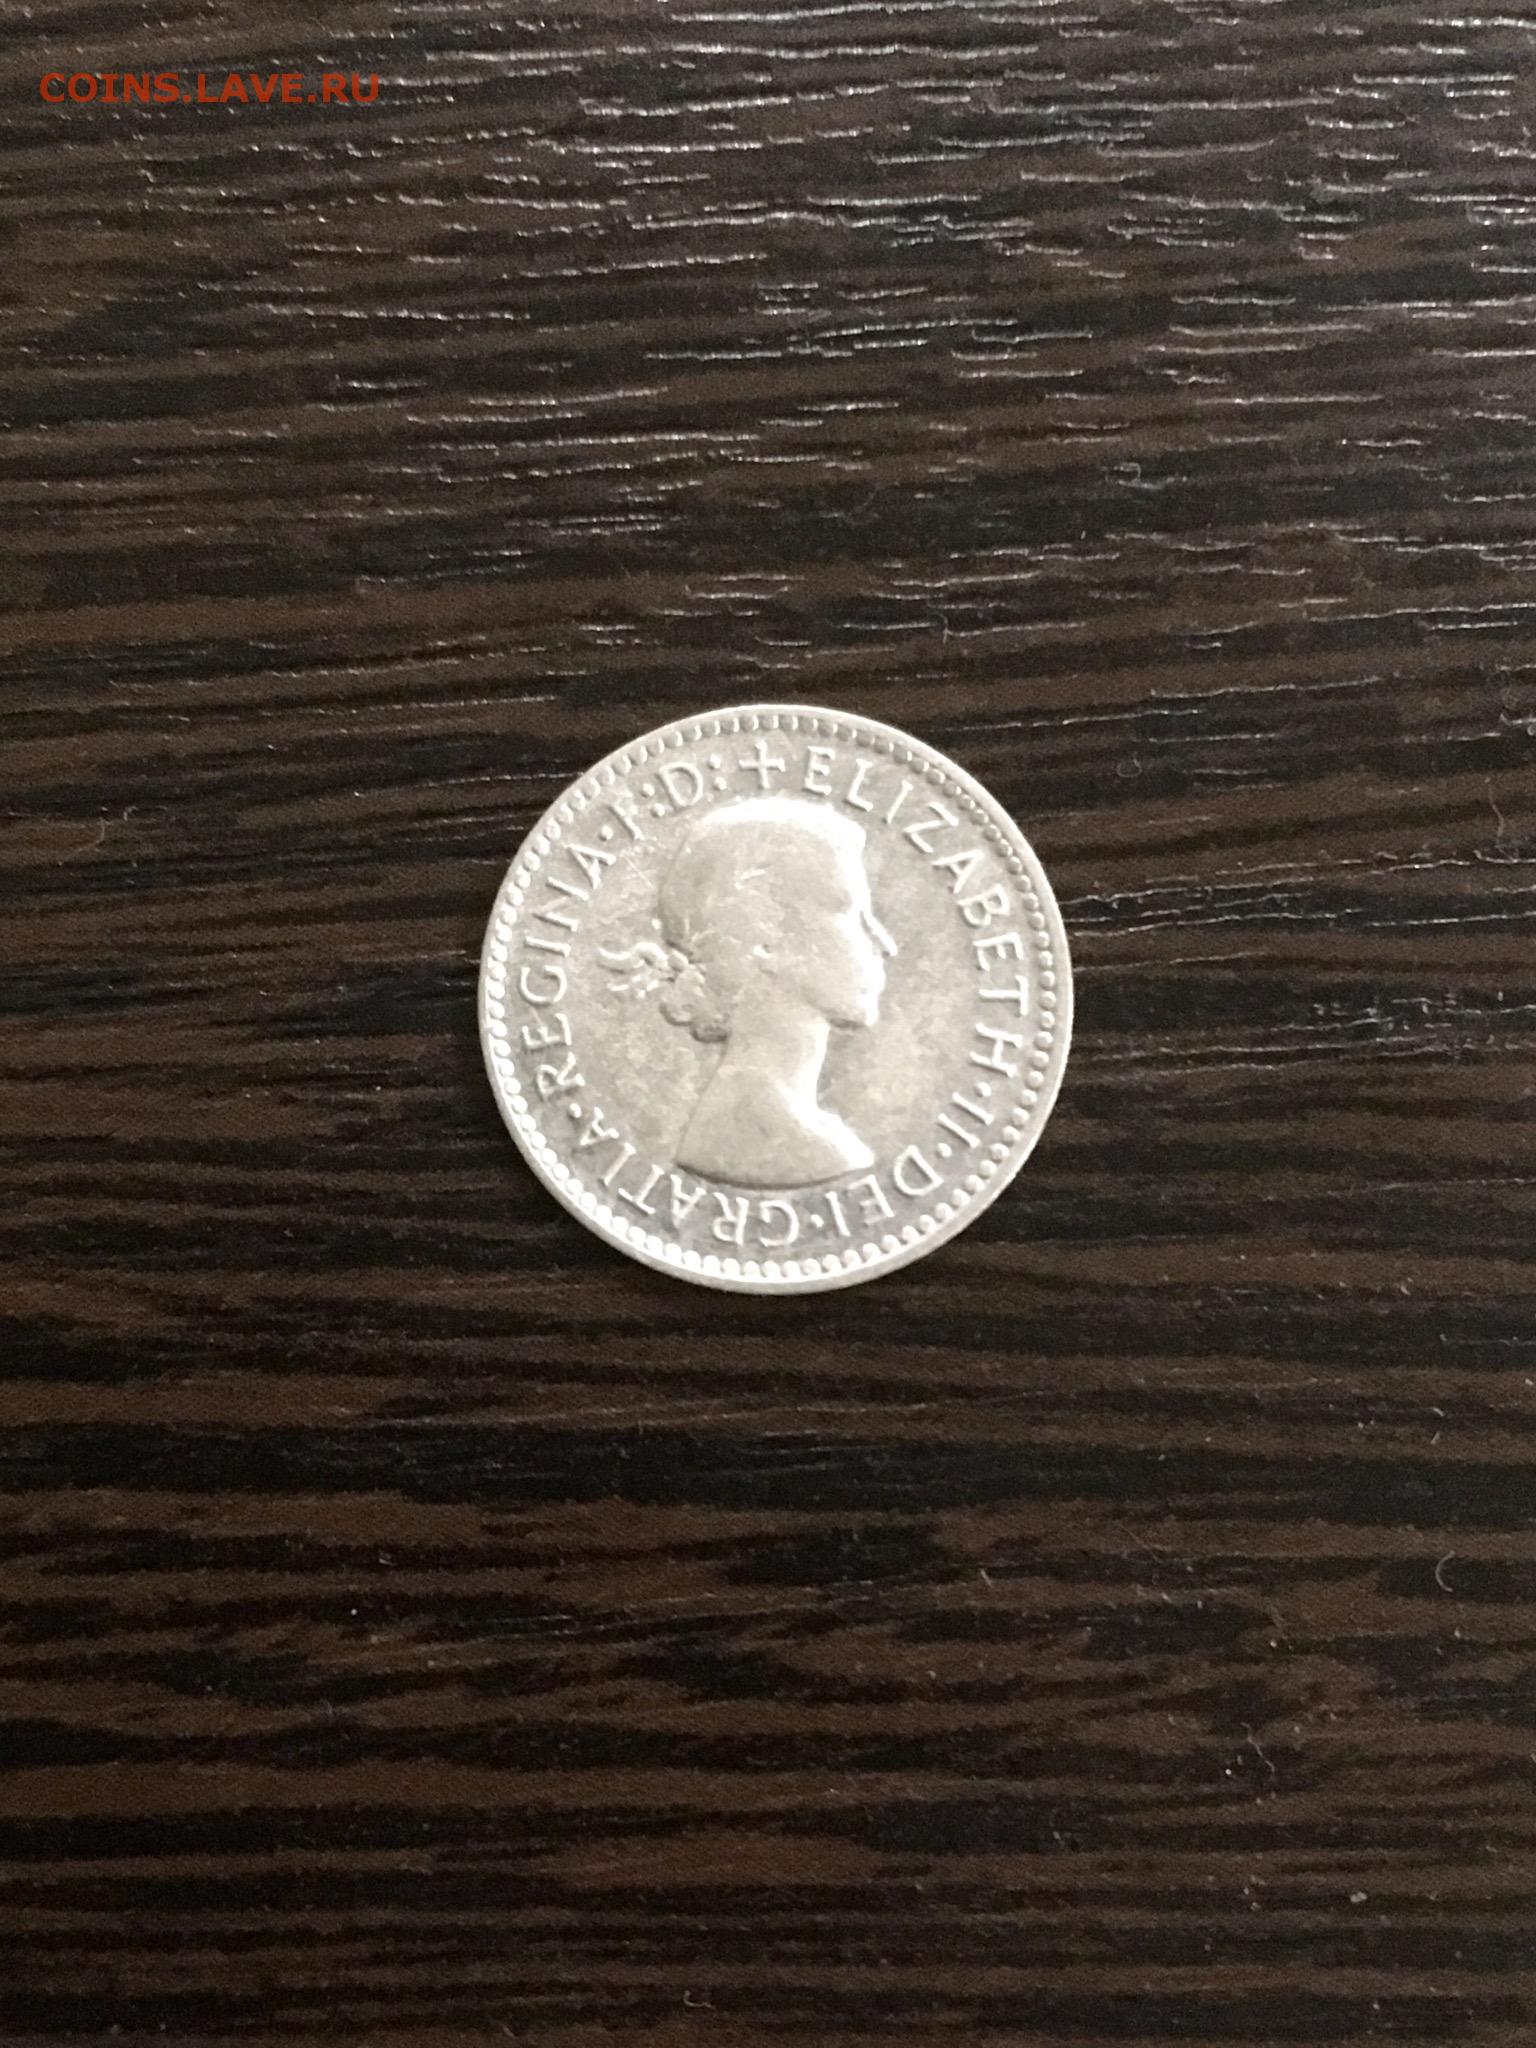 COINS.LAVE.RU
+ ELIZABETH·II·DEI·GRATIA·REGINA·F:D: